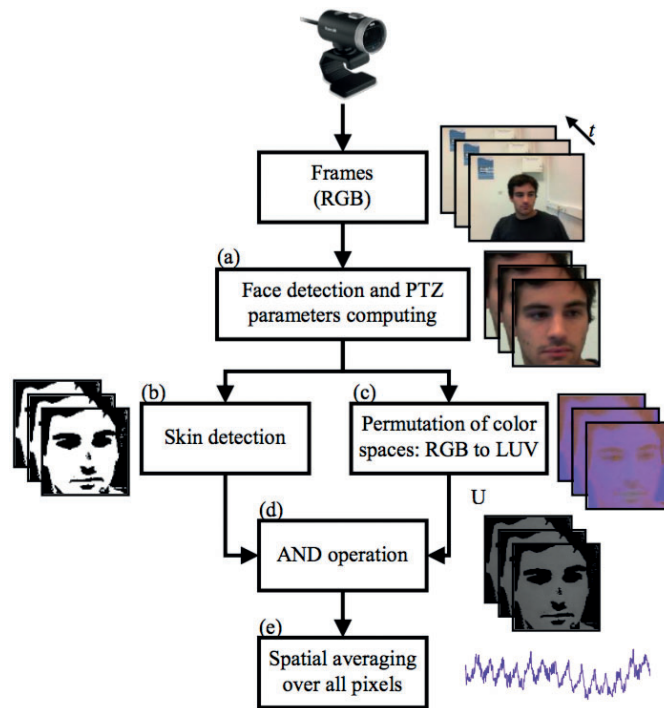 t
Frames
(RGB)
(a)
Face detection and PTZ
parameters computing
(b)
Skin detection
(c)
Permutation of color
spaces: RGB to LUV
U
(d)
AND operation
(e)
Spatial averaging
over all pixels